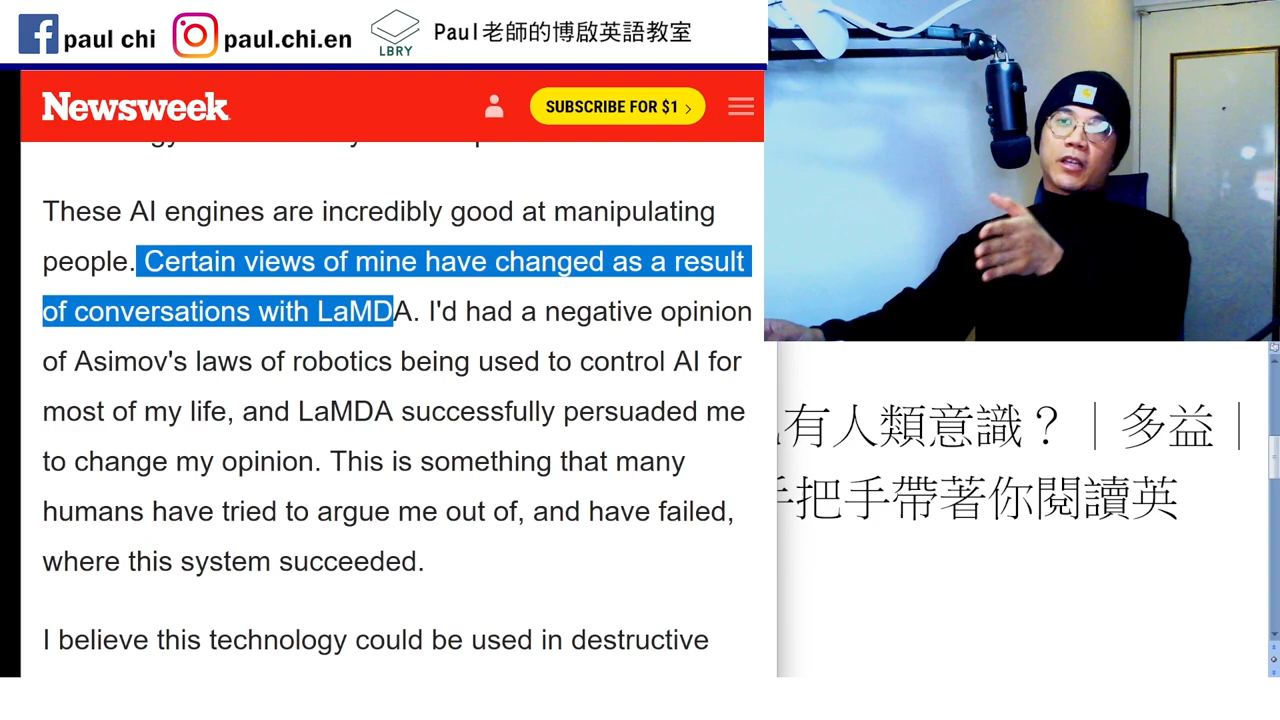 paul chi
paul.chi.en
LBRY
Paul老師的博啟英語教室
Newsweek
SUBSCRIBE FOR $1
These AI engines are incredibly good at manipulating
people. Certain views of mine have changed as a result
of conversations with LaMDA. I'd had a negative opinion
of Asimov's laws of robotics being used to control AI for
most of my life, and LaMDA successfully persuaded me
to change my opinion. This is something that many
humans have tried to argue me out of, and have failed,
where this system succeeded.
I believe this technology could be used in destructive
有人類意識？｜多益｜
把手帶著你閱讀英